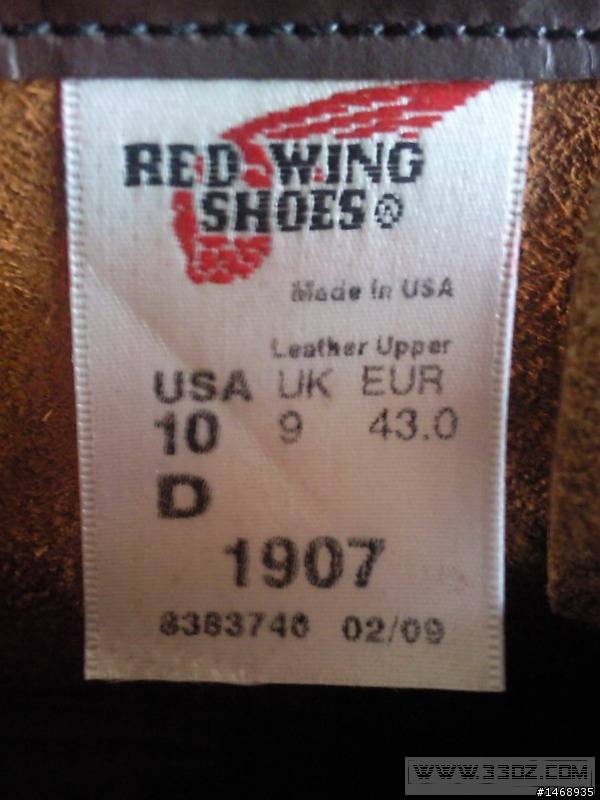 RED WING
SHOES®
Made in USA
Leather Upper
USA UK EUR
10 9 43.0
D
1907
8383746 02/09
WWW.33OZ.COM
#1468935